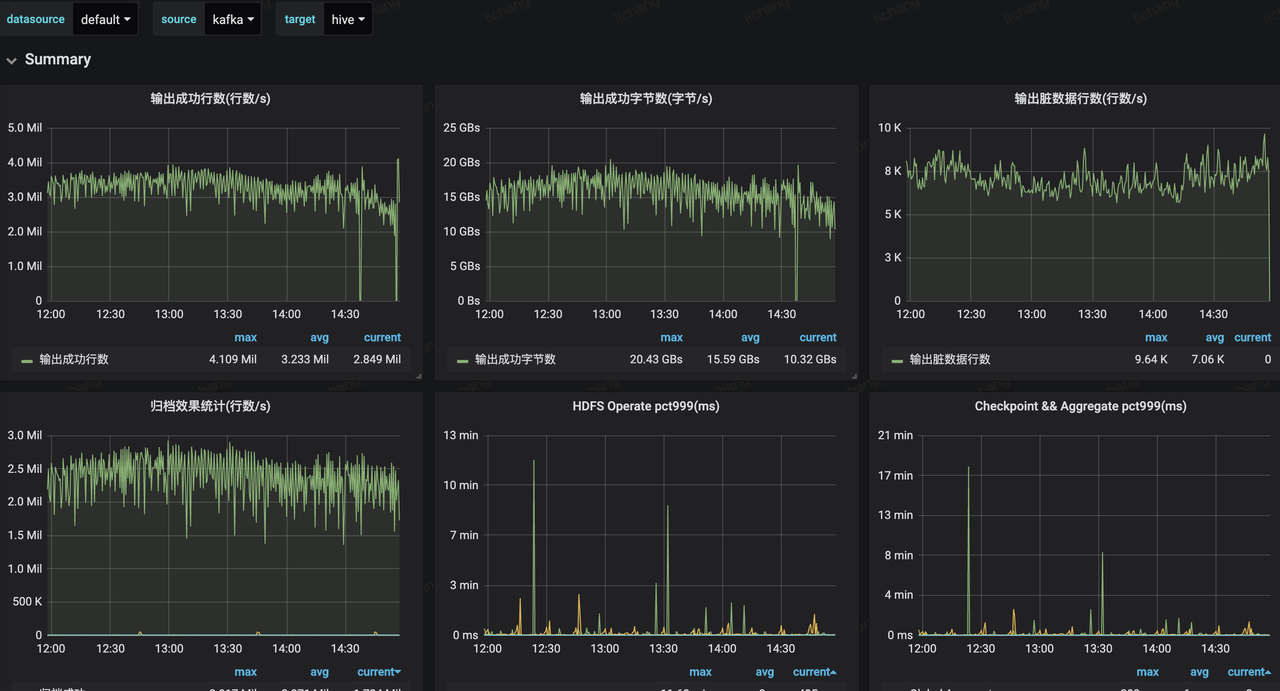 datasource default source kafka target hive
Summary
输出成功行数(行数/s)
5.0 Mil
4.0 Mil
3.0 Mil
2.0 Mil
1.0 Mil
0
12:00 12:30 13:00 13:30 14:00 14:30
max avg current
输出成功行数 4.109 Mil 3.233 Mil 2.849 Mil
输出成功字节数(字节/s)
25 GBs
20 GBs
15 GBs
10 GBs
5 GBs
0 Bs
12:00 12:30 13:00 13:30 14:00 14:30
max avg current
输出成功字节数 20.43 GBs 15.59 GBs 10.32 GBs
输出脏数据行数(行数/s)
10 K
8 K
5 K
3 K
0
12:00 12:30 13:00 13:30 14:00 14:30
max avg current
输出脏数据行数 9.64 K 7.06 K 0
归档效果统计(行数/s)
3.0 Mil
2.5 Mil
2.0 Mil
1.5 Mil
1.0 Mil
500 K
0
12:00 12:30 13:00 13:30 14:00 14:30
max avg current
HDFS Operate pct999(ms)
13 min
10 min
7 min
3 min
0 ms
12:00 12:30 13:00 13:30 14:00 14:30
max avg current
Checkpoint && Aggregate pct999(ms)
21 min
17 min
13 min
8 min
4 min
0 ms
12:00 12:30 13:00 13:30 14:00 14:30
max avg current